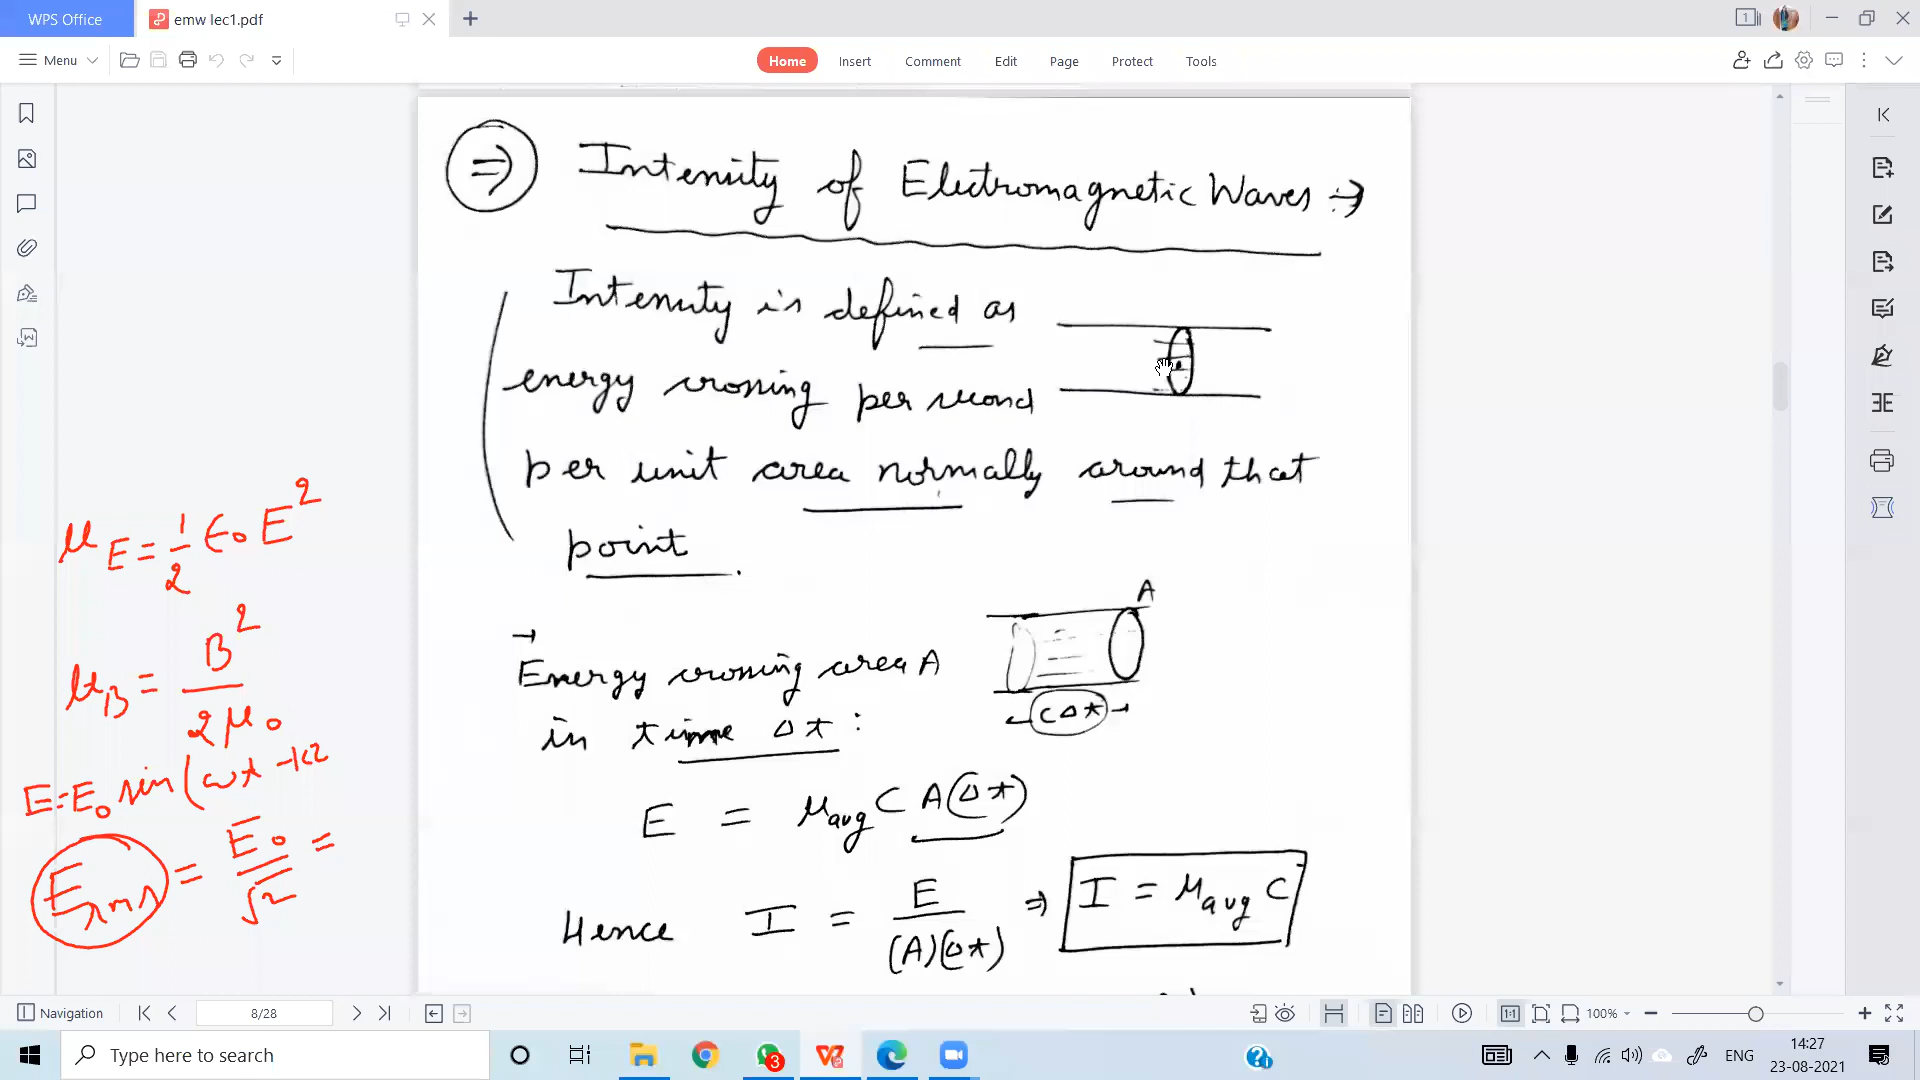 WPS Office
emw lec1.pdf
Menu
Home Insert Comment Edit Page Protect Tools
⇒ Intensity of Electromagnetic Waves ⇒
Intensity is defined as
energy crossing per second
per unit area normally around that
point.
A
→ Energy crossing area A
in time Δt :
CΔt
E = μavg C A(Δt)
Hence I = E/(A)(Δt) ⇒ I = μavg C
μE = 1/2 ε0 E²
μB = B²/2μ0
E=E0 sin(ωt-kz
Erms = E0/√2 =
Navigation
8/28
100%
Type here to search
3
ENG
14:27
23-08-2021